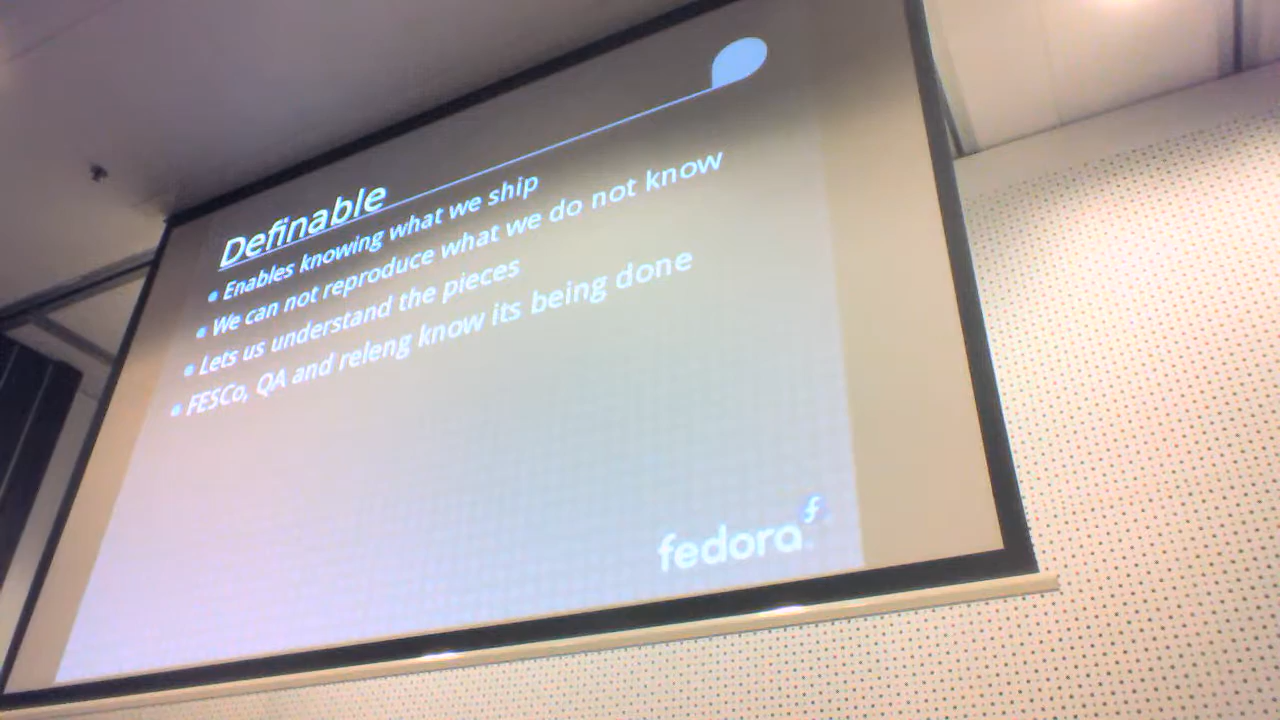 Definable
Enables knowing what we ship
We can not reproduce what we do not know
Lets us understand the pieces
FESCo, QA and releng know its being done
fedora